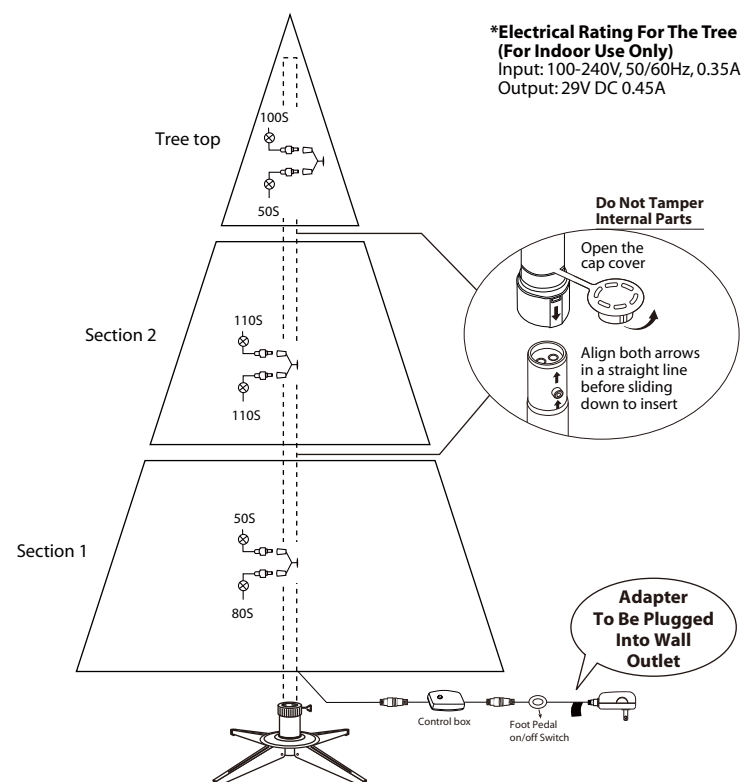 *Electrical Rating For The Tree
(For Indoor Use Only)
Input: 100-240V, 50/60Hz, 0.35A
Output: 29V DC 0.45A
100S
Tree top
50S
Do Not Tamper
Internal Parts
Open the
cap cover
110S
Section 2
110S
Align both arrows
in a straight line
before sliding
down to insert
50S
Section 1
80S
Adapter
To Be Plugged
Into Wall
Outlet
Control box
Foot Pedal
on/off Switch